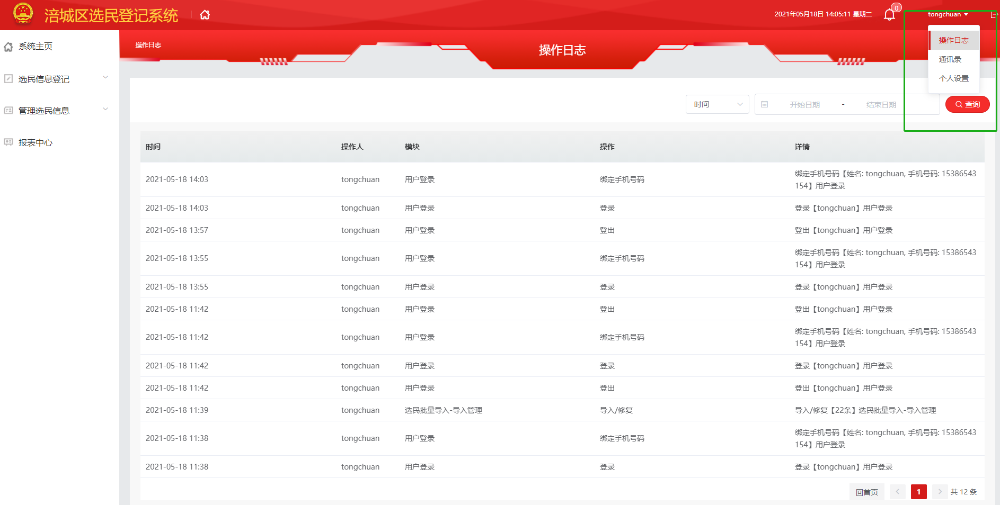 涪城区选民登记系统
2021年05月18日 14:05:11 星期二
0
tongchuan
系统主页
选民信息登记
管理选民信息
报表中心
操作日志
操作日志
操作日志
通讯录
个人设置
时间
开始日期 - 结束日期
查询
时间 操作人 模块 操作 详情
2021-05-18 14:03 tongchuan 用户登录 绑定手机号码 绑定手机号码【姓名: tongchuan, 手机号码: 15386543
154】用户登录
2021-05-18 14:03 tongchuan 用户登录 登录 登录【tongchuan】用户登录
2021-05-18 13:57 tongchuan 用户登录 登出 登出【tongchuan】用户登录
2021-05-18 13:55 tongchuan 用户登录 绑定手机号码 绑定手机号码【姓名: tongchuan, 手机号码: 15386543
154】用户登录
2021-05-18 13:55 tongchuan 用户登录 登录 登录【tongchuan】用户登录
2021-05-18 11:42 tongchuan 用户登录 登出 登出【tongchuan】用户登录
2021-05-18 11:42 tongchuan 用户登录 绑定手机号码 绑定手机号码【姓名: tongchuan, 手机号码: 15386543
154】用户登录
2021-05-18 11:42 tongchuan 用户登录 登录 登录【tongchuan】用户登录
2021-05-18 11:42 tongchuan 用户登录 登出 登出【tongchuan】用户登录
2021-05-18 11:39 tongchuan 选民批量导入-导入管理 导入/修复 导入/修复【22条】选民批量导入-导入管理
2021-05-18 11:38 tongchuan 用户登录 绑定手机号码 绑定手机号码【姓名: tongchuan, 手机号码: 15386543
154】用户登录
2021-05-18 11:38 tongchuan 用户登录 登录 登录【tongchuan】用户登录
回首页 1 共 12 条